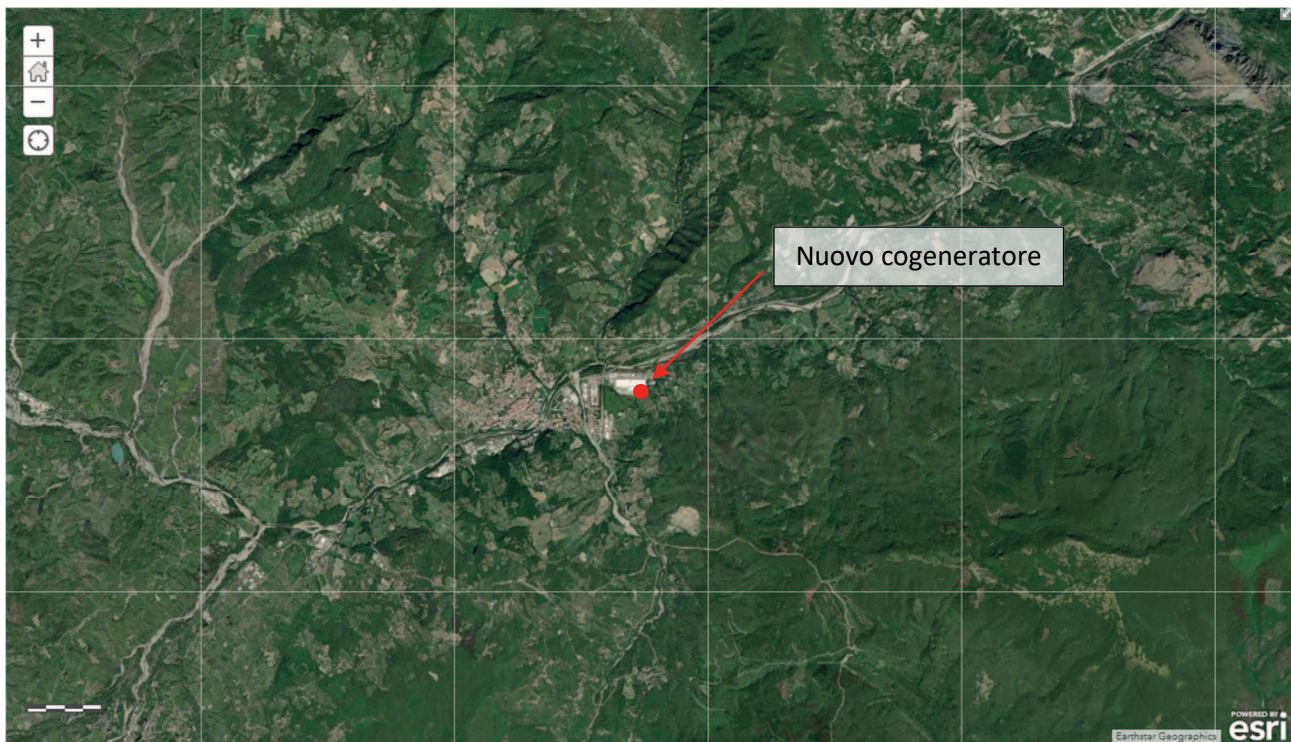 +
−
Nuovo cogeneratore
Earthstar Geographics
POWERED BY
esri